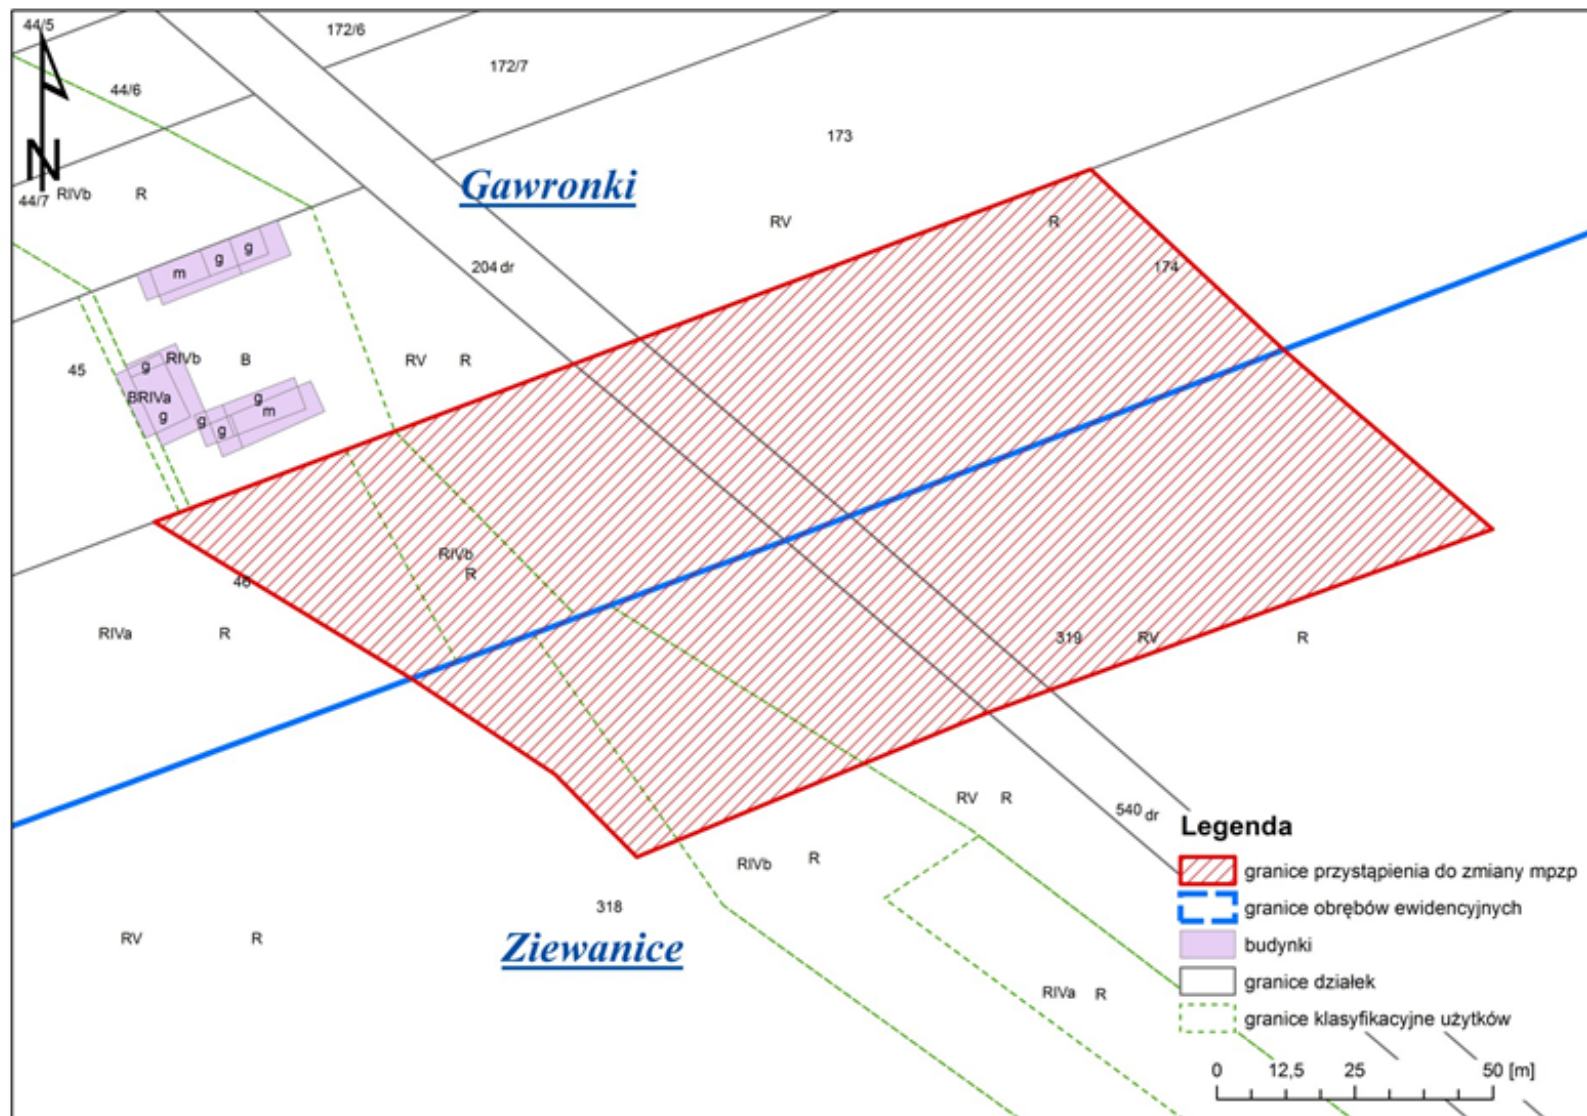 44/5
172/6
172/7
44/6
173
N
RIVb R
44/7
Gawronki
RV R
174
g
g
m
204 dr
RIVb B
RV R
45
g
BRIVa
g
g
m
g
g
RIVb
R
46
RIVa R
319 RV R
RV R
540 dr
RIVb R
318
RV R
Ziewanice
RIVa R
Legenda
granice przystąpienia do zmiany mpzp
granice obrębów ewidencyjnych
budynki
granice działek
granice klasyfikacyjne użytków
0 12,5 25 50 [m]